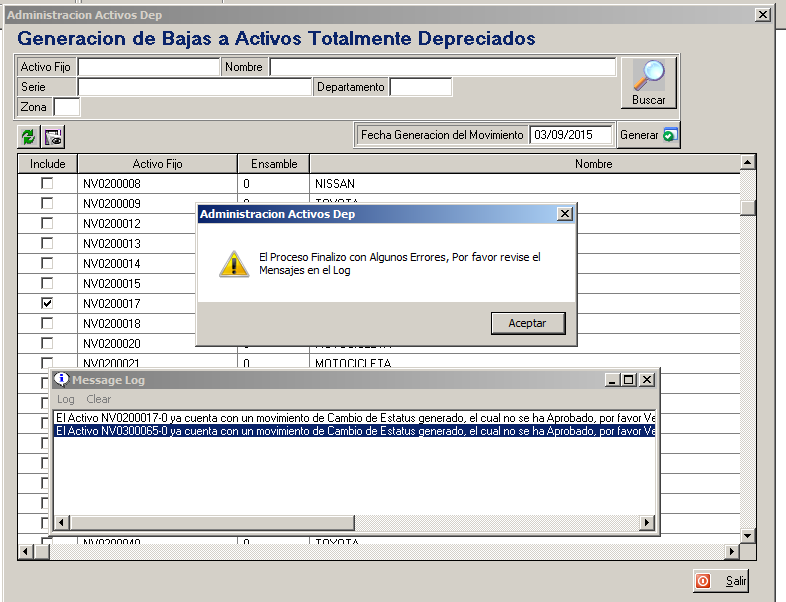 Administracion Activos Dep
Generacion de Bajas a Activos Totalmente Depreciados
Activo Fijo Nombre
Serie Departamento
Zona
Buscar
Fecha Generacion del Movimiento 03/09/2015 Generar
Include Activo Fijo Ensamble Nombre
NV0200008 0 NISSAN
NV0200009 0 TOYOTA
NV0200012
NV0200013
NV0200014
NV0200015
NV0200017
NV0200018
NV0200020 MOTOCICLETA
NV0200021 0 MOTOCICLETA
Administracion Activos Dep
El Proceso Finalizo con Algunos Errores, Por favor revise el
Mensajes en el Log
Aceptar
Message Log
Log Clear
El Activo NV0200017-0 ya cuenta con un movimiento de Cambio de Estatus generado, el cual no se ha Aprobado, por favor Ve
El Activo NV0300065-0 ya cuenta con un movimiento de Cambio de Estatus generado, el cual no se ha Aprobado, por favor Ve
NV0200040 0 TOYOTA
Salir